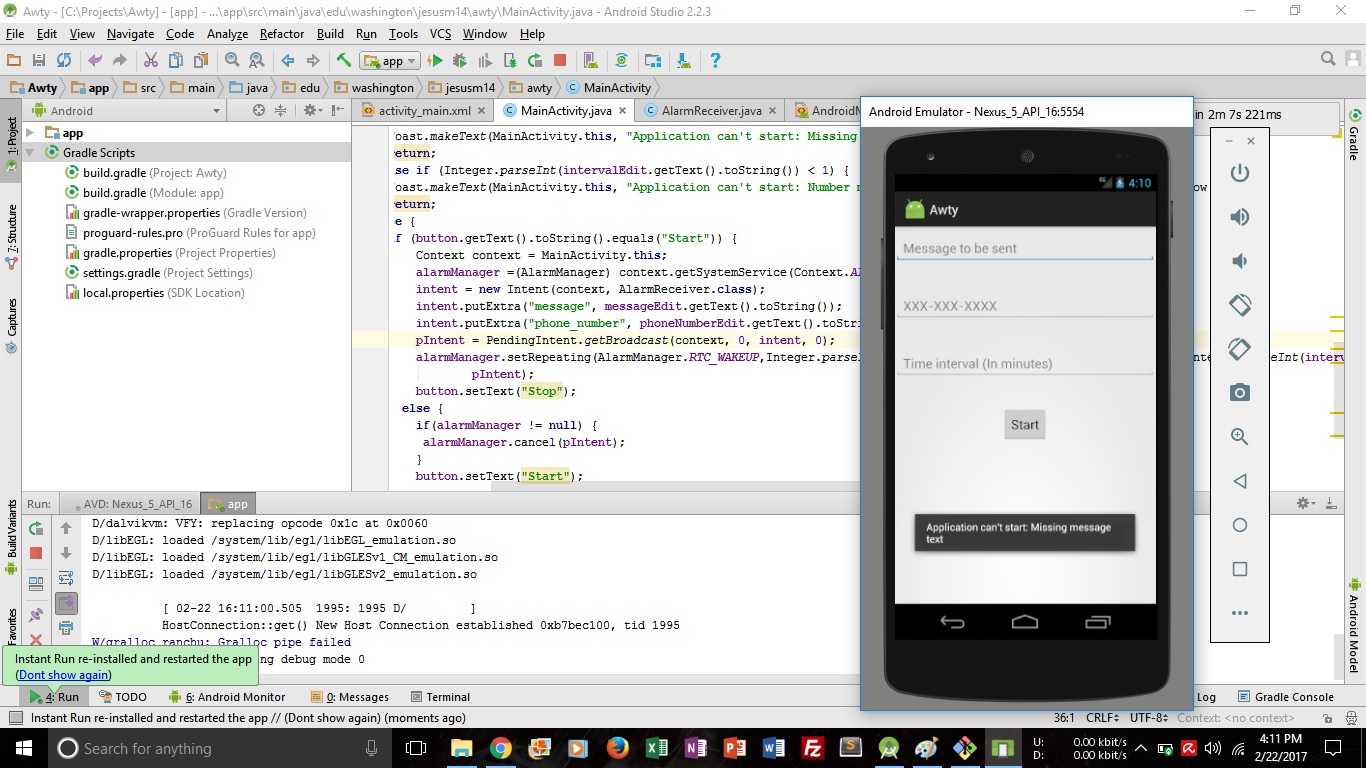 Awty - [C:\Projects\Awty] - [app] - ...\app\src\main\java\edu\washington\jesusm14\awty\MainActivity.java - Android Studio 2.2.3
File Edit View Navigate Code Analyze Refactor Build Run Tools VCS Window Help
app
Awty app src main java edu washington jesusm14 awty MainActivity
Android
activity_main.xml MainActivity.java AlarmReceiver.java AndroidM
in 2m 7s 221ms
1: Project
7: Structure
Captures
Build Variants
Favorites
Gradle
Android Model
app
Gradle Scripts
build.gradle (Project: Awty)
build.gradle (Module: app)
gradle-wrapper.properties (Gradle Version)
proguard-rules.pro (ProGuard Rules for app)
gradle.properties (Project Properties)
settings.gradle (Project Settings)
local.properties (SDK Location)
oast.makeText(MainActivity.this, "Application can't start: Missing
eturn;
se if (Integer.parseInt(intervalEdit.getText().toString()) < 1) {
oast.makeText(MainActivity.this, "Application can't start: Number m
eturn;
e {
f (button.getText().toString().equals("Start")) {
Context context = MainActivity.this;
alarmManager =(AlarmManager) context.getSystemService(Context.AL
intent = new Intent(context, AlarmReceiver.class);
intent.putExtra("message", messageEdit.getText().toString());
intent.putExtra("phone_number", phoneNumberEdit.getText().toStri
pIntent = PendingIntent.getBroadcast(context, 0, intent, 0);
alarmManager.setRepeating(AlarmManager.RTC_WAKEUP,Integer.parseI
pIntent);
button.setText("Stop");
else {
if(alarmManager != null) {
alarmManager.cancel(pIntent);
}
button.setText("Start");
Android Emulator - Nexus_5_API_16:5554
4G 4:10
Awty
Message to be sent
XXX-XXX-XXXX
Time interval (In minutes)
Start
Application can't start: Missing message
text
Run: AVD: Nexus_5_API_16 app
D/dalvikvm: VFY: replacing opcode 0x1c at 0x0060
D/libEGL: loaded /system/lib/egl/libEGL_emulation.so
D/libEGL: loaded /system/lib/egl/libGLESv1_CM_emulation.so
D/libEGL: loaded /system/lib/egl/libGLESv2_emulation.so
[ 02-22 16:11:00.505 1995: 1995 D/ ]
HostConnection::get() New Host Connection established 0xb7bec100, tid 1995
W/gralloc_ranchu: Gralloc pipe failed
ng debug mode 0
Instant Run re-installed and restarted the app
(Dont show again)
4: Run TODO 6: Android Monitor 0: Messages Terminal Log Gradle Console
Instant Run re-installed and restarted the app // (Dont show again) (moments ago) 36:1 CRLF UTF-8 Context: <no context>
Search for anything
U: 0.00 kbit/s
D: 0.00 kbit/s
4:11 PM
2/22/2017